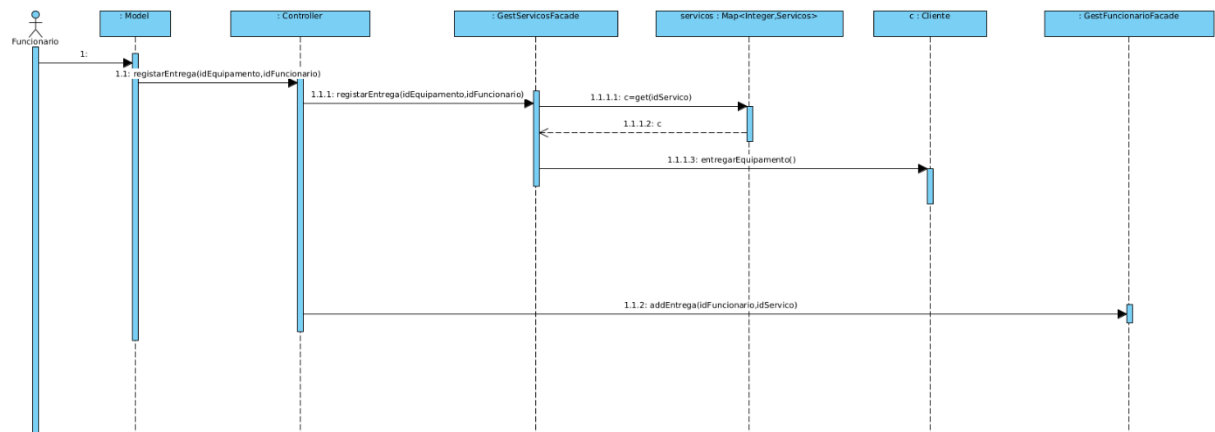 : Model
: Controller
: GestServicosFacade
servicos : Map<Integer,Servicos>
c : Cliente
: GestFuncionarioFacade
Funcionario
1:
1.1: registarEntrega(idEquipamento,idFuncionario)
1.1.1: registarEntrega(idEquipamento,idFuncionario)
1.1.1.1: c=get(idServico)
1.1.1.2: c
1.1.1.3: entregarEquipamento()
1.1.2: addEntrega(idFuncionario,idServico)